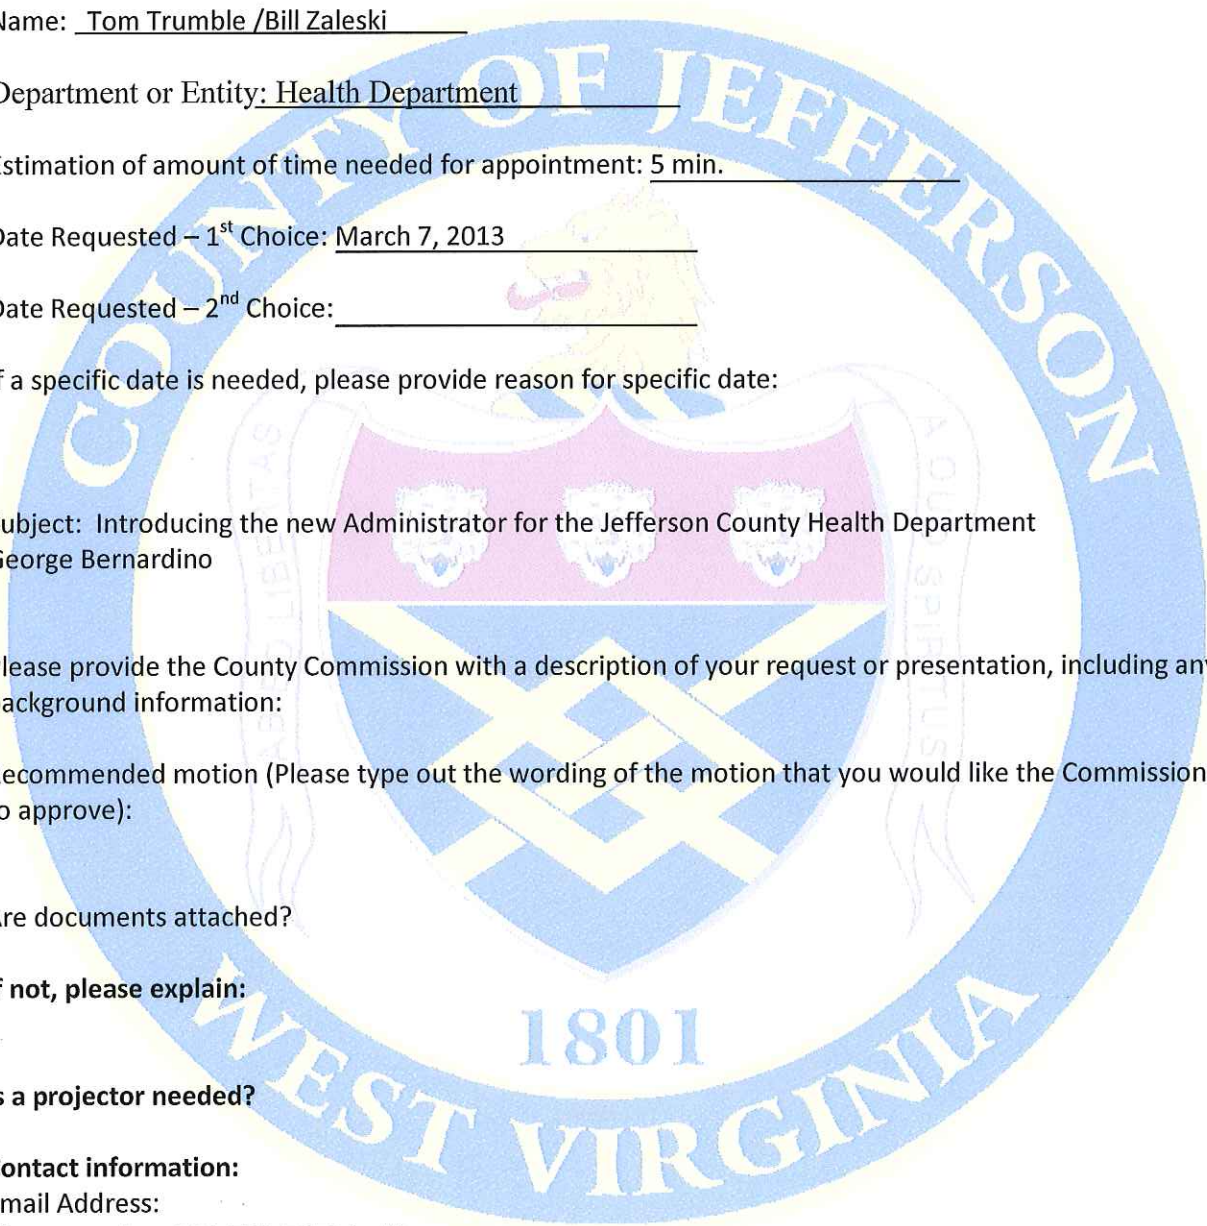 Name: Tom Trumble /Bill Zaleski
Department or Entity: Health Department
Estimation of amount of time needed for appointment: 5 min.
Date Requested – 1st Choice: March 7, 2013
Date Requested – 2nd Choice:
If a specific date is needed, please provide reason for specific date:
Subject: Introducing the new Administrator for the Jefferson County Health Department
George Bernardino
Please provide the County Commission with a description of your request or presentation, including any
background information:
Recommended motion (Please type out the wording of the motion that you would like the Commission
to approve):
Are documents attached?
If not, please explain:
Is a projector needed?
Contact information:
Email Address:
COUNTY OF JEFFERSON
WEST VIRGINIA
1801
A QUO SPIRITUS
AB EO LIBERTAS